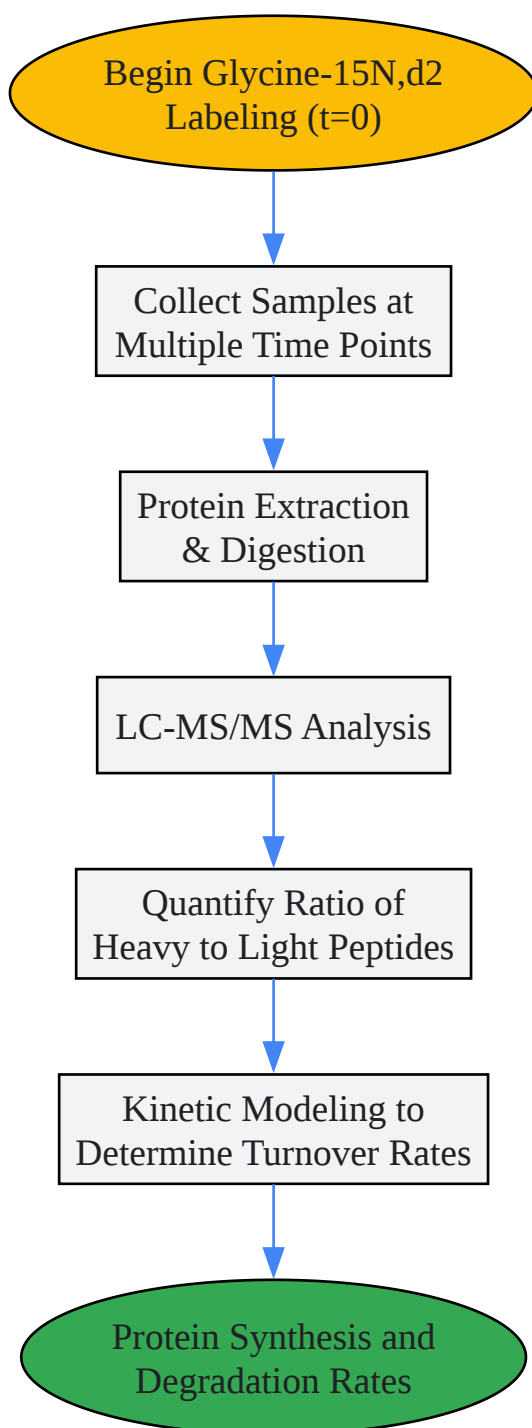 Begin Glycine-15N,d2
Labeling (t=0)
Collect Samples at
Multiple Time Points
Protein Extraction
& Digestion
LC-MS/MS Analysis
Quantify Ratio of
Heavy to Light Peptides
Kinetic Modeling to
Determine Turnover Rates
Protein Synthesis and
Degradation Rates